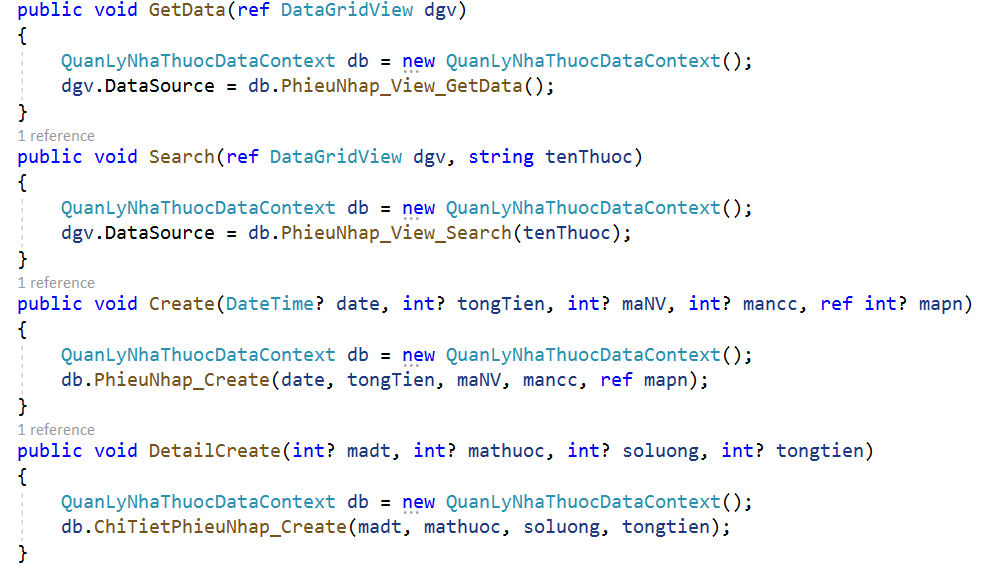 public void GetData(ref DataGridView dgv)
{
    QuanLyNhaThuocDataContext db = new QuanLyNhaThuocDataContext();
    dgv.DataSource = db.PhieuNhap_View_GetData();
}
1 reference
public void Search(ref DataGridView dgv, string tenThuoc)
{
    QuanLyNhaThuocDataContext db = new QuanLyNhaThuocDataContext();
    dgv.DataSource = db.PhieuNhap_View_Search(tenThuoc);
}
1 reference
public void Create(DateTime? date, int? tongTien, int? maNV, int? mancc, ref int? mapn)
{
    QuanLyNhaThuocDataContext db = new QuanLyNhaThuocDataContext();
    db.PhieuNhap_Create(date, tongTien, maNV, mancc, ref mapn);
}
1 reference
public void DetailCreate(int? madt, int? mathuoc, int? soluong, int? tongtien)
{
    QuanLyNhaThuocDataContext db = new QuanLyNhaThuocDataContext();
    db.ChiTietPhieuNhap_Create(madt, mathuoc, soluong, tongtien);
}